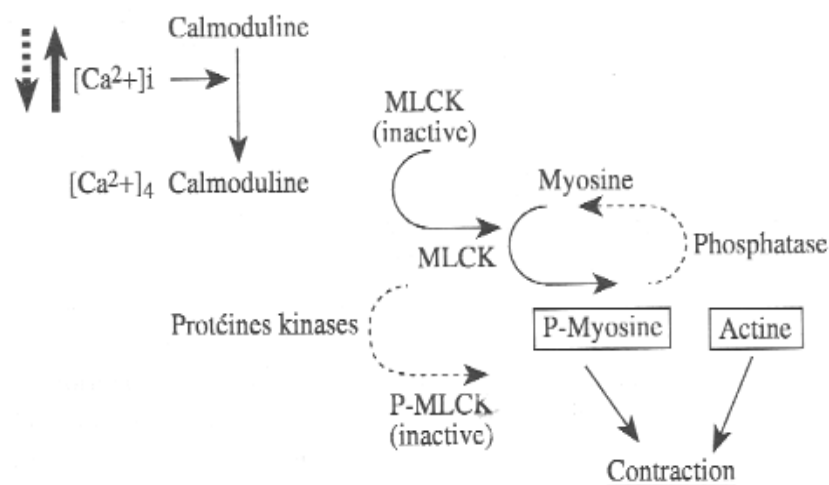 Calmoduline
[Ca2+]i
MLCK
(inactive)
[Ca2+]4 Calmoduline
Myosine
MLCK
Phosphatase
Protéines kinases
P-Myosine
Actine
P-MLCK
(inactive)
Contraction